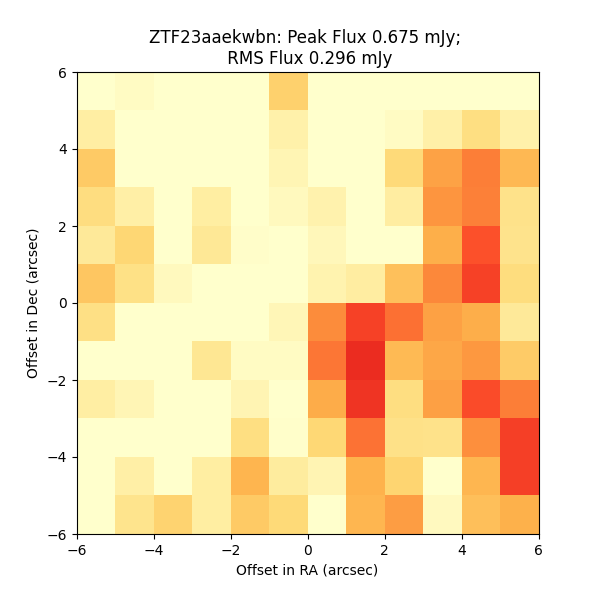 ZTF23aaekwbn: Peak Flux 0.675 mJy;
RMS Flux 0.296 mJy
6
4
2
0
−2
−4
−6
Offset in Dec (arcsec)
−6 −4 −2 0 2 4 6
Offset in RA (arcsec)